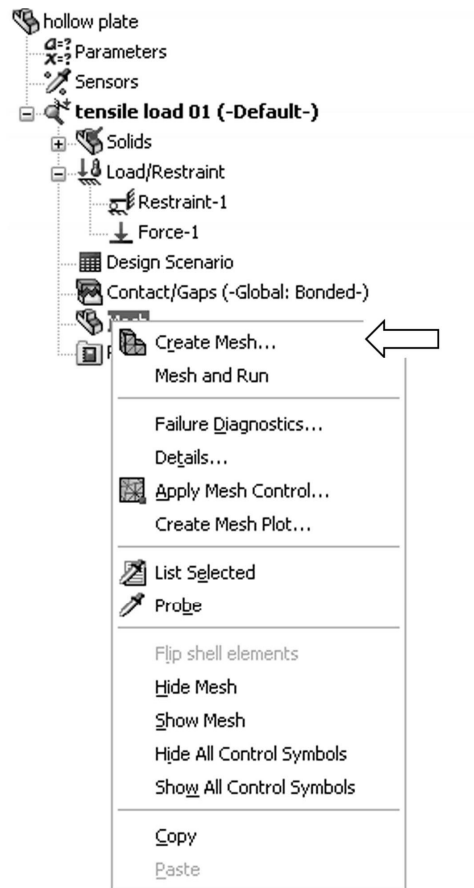 hollow plate
a=?
x=? Parameters
Sensors
tensile load 01 (-Default-)
Solids
Load/Restraint
Restraint-1
Force-1
Design Scenario
Contact/Gaps (-Global: Bonded-)
Mesh
Create Mesh...
Mesh and Run
Failure Diagnostics...
Details...
Apply Mesh Control...
Create Mesh Plot...
List Selected
Probe
Flip shell elements
Hide Mesh
Show Mesh
Hide All Control Symbols
Show All Control Symbols
Copy
Paste